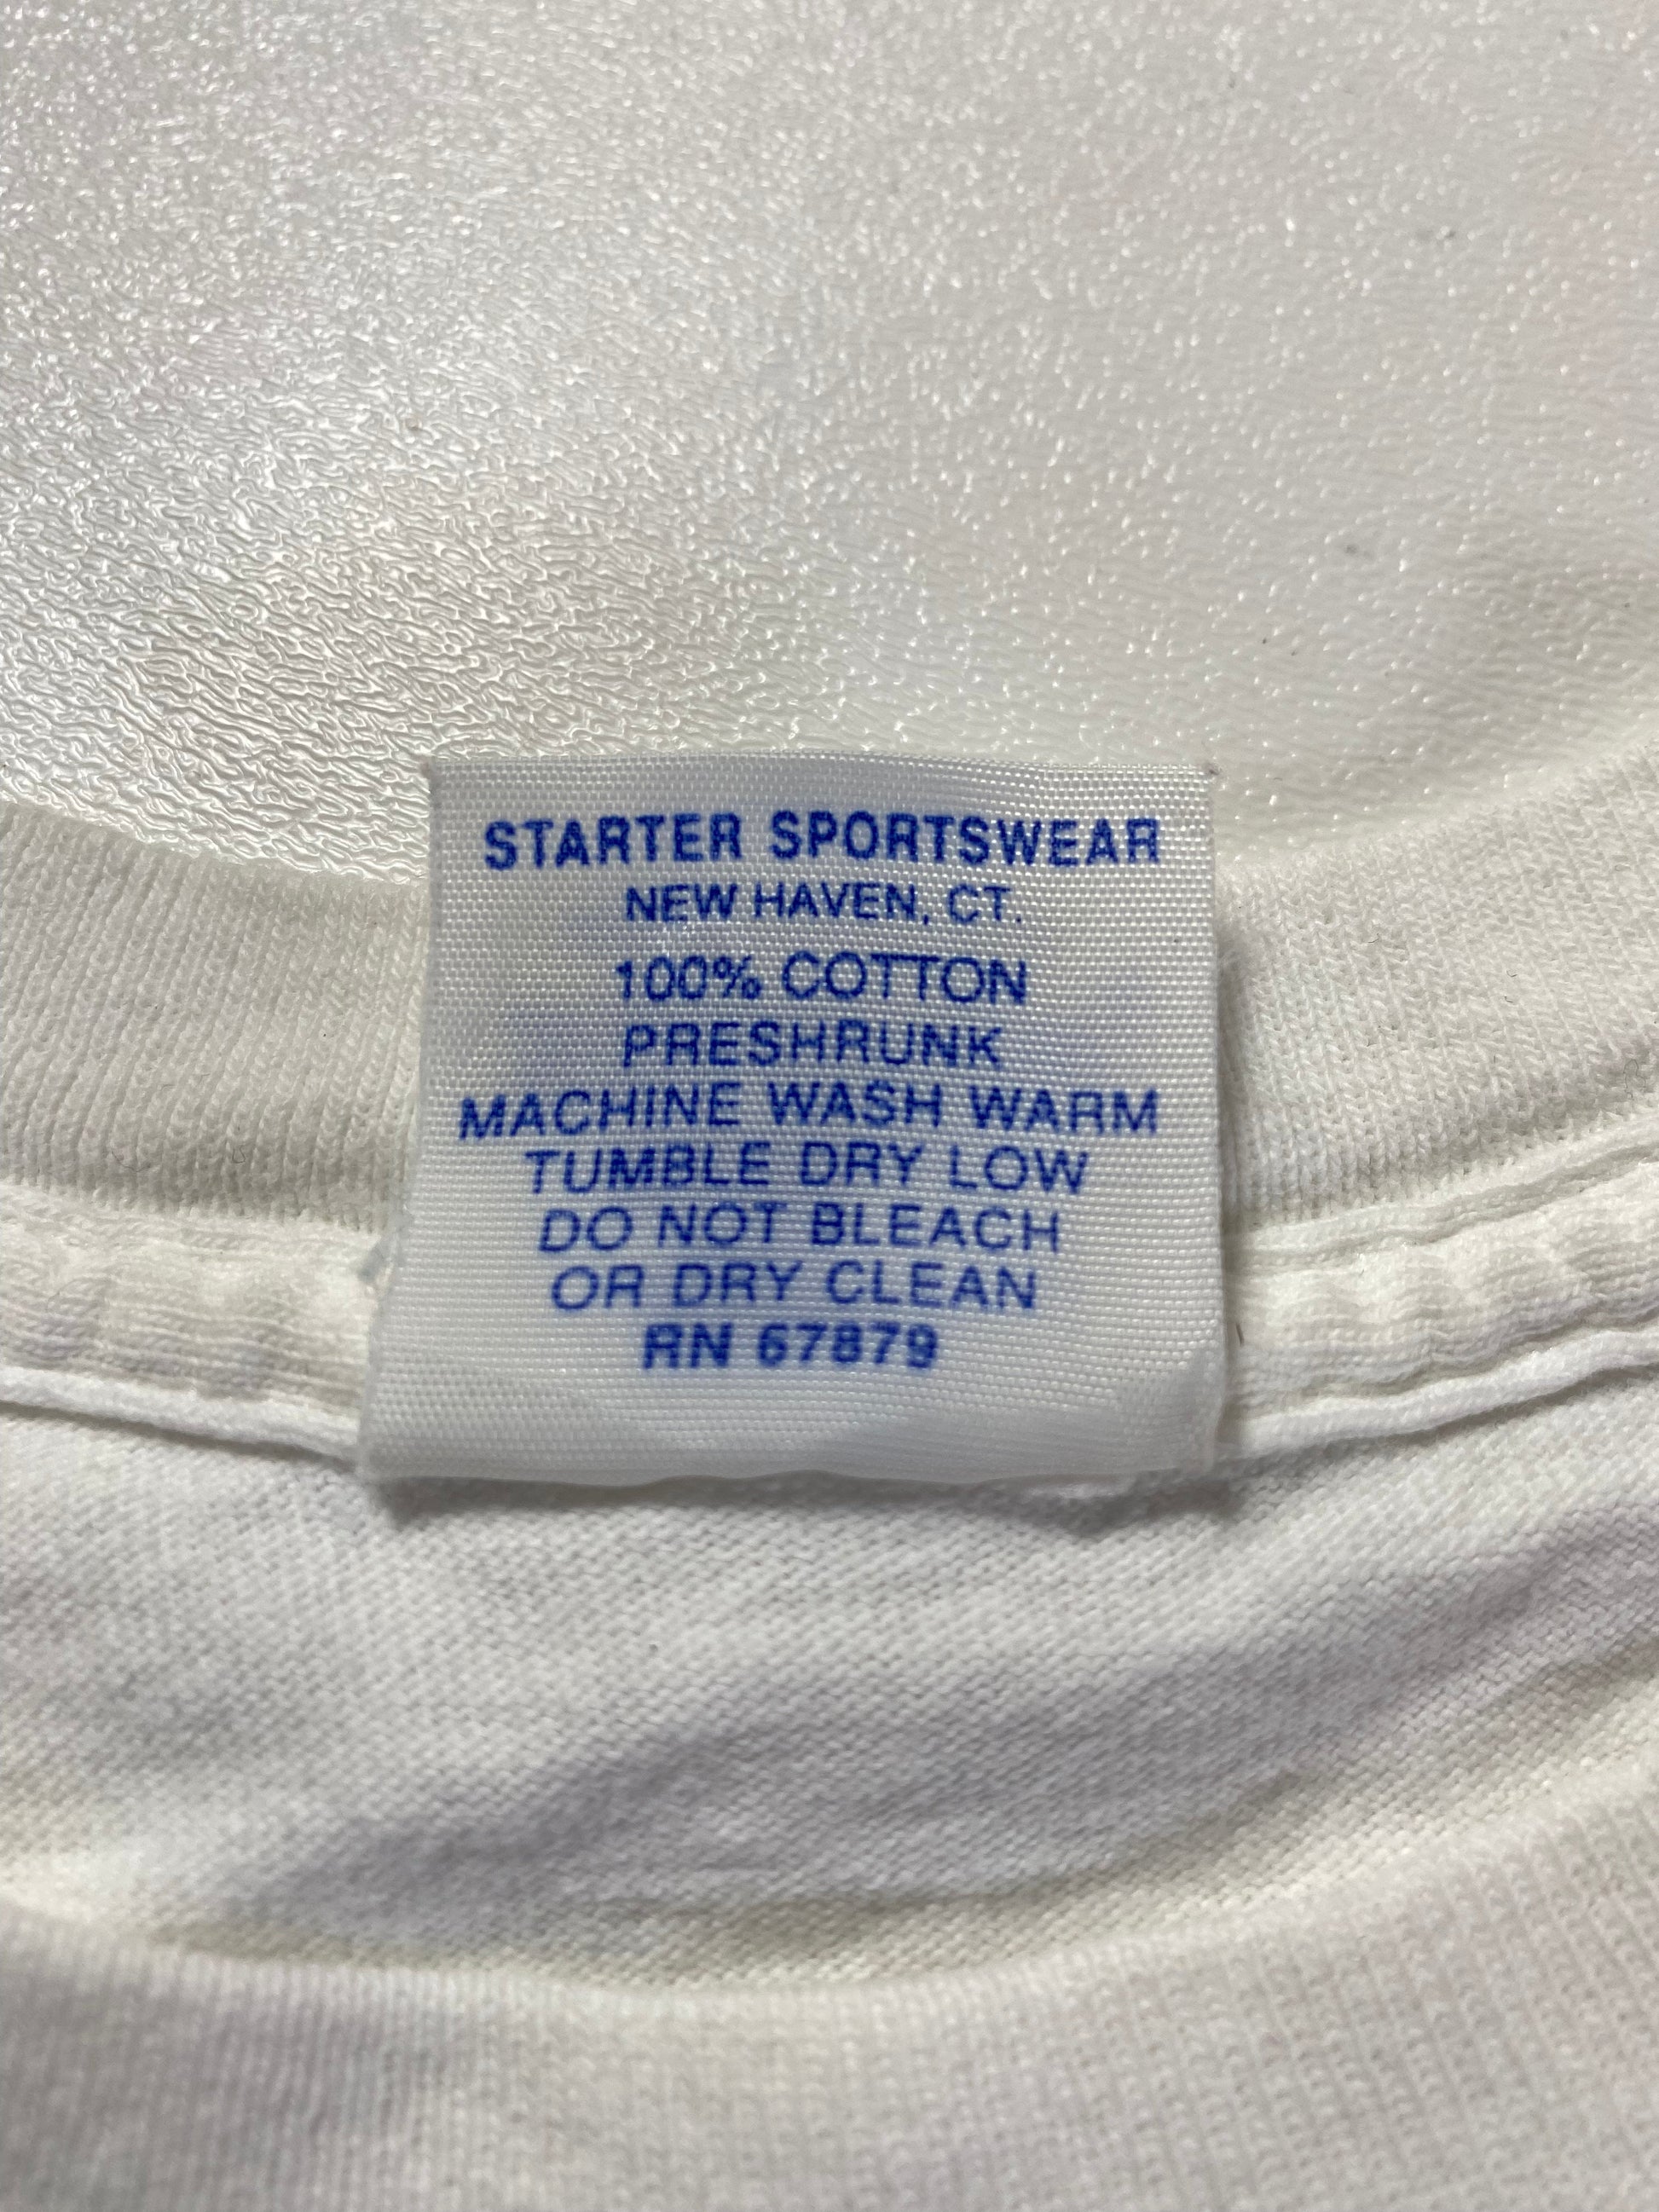 STARTER SPORTSWEAR
NEW HAVEN, CT.
100% COTTON
PRESHRUNK
MACHINE WASH WARM
TUMBLE DRY LOW
DO NOT BLEACH
OR DRY CLEAN
RN 67879